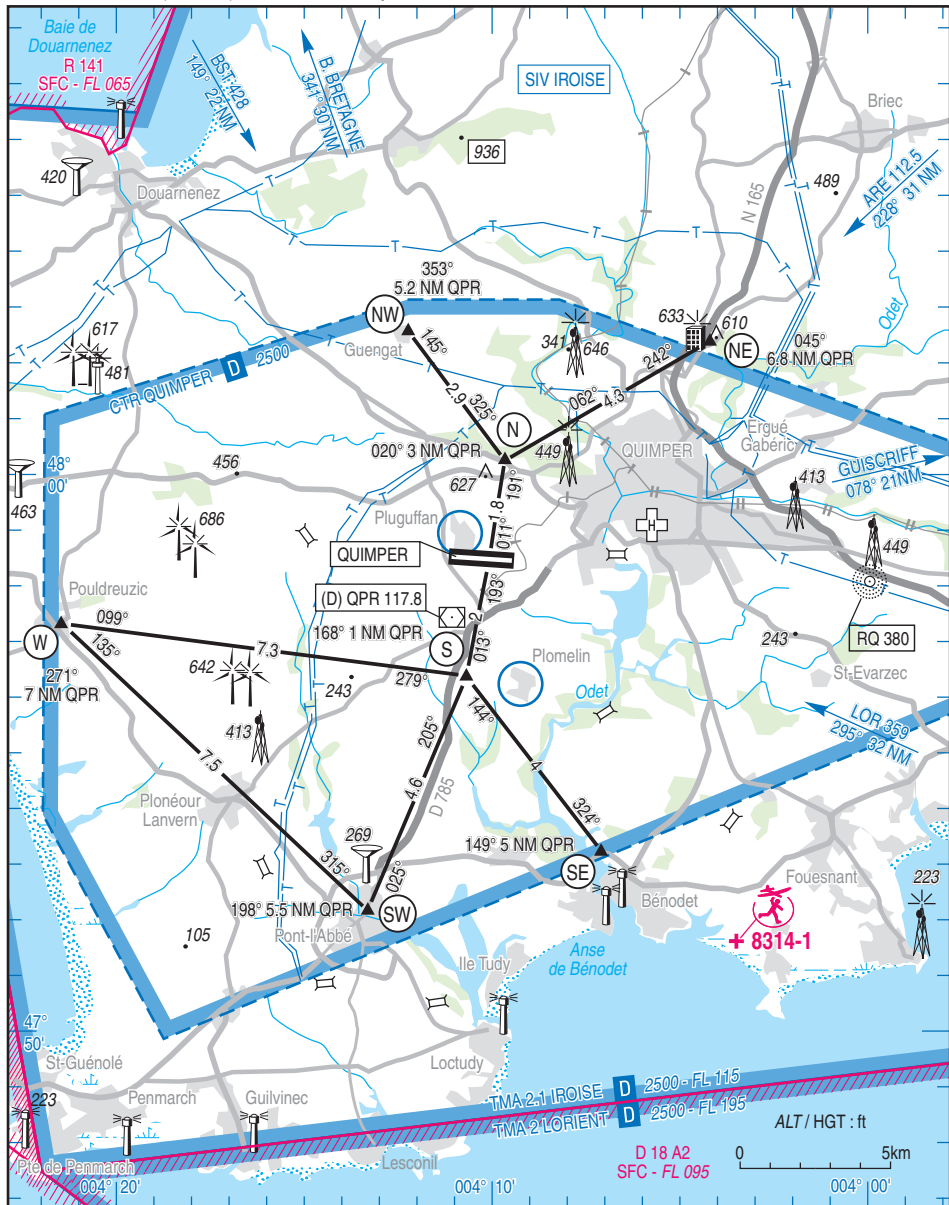 Baie de
Douarnenez
R 141
SFC - FL 065
BST 428
149° 22 NM
B. BRETAGNE
341° 30 NM
SIV IROISE
Briec
936
420
Douarnenez
489
N 165
ARE 112.5
228° 31 NM
Odet
353°
5.2 NM QPR
NW
Guengat
145°
2.9
325°
617
481
CTR QUIMPER D 2500
341
646
633
610
NE
045°
6.8 NM QPR
242°
4.3
062°
N
020° 3 NM QPR
449
627
QUIMPER
Ergué
Gabéric
GUISCRIFF
078° 21NM
48°
00'
463
456
686
413
449
RQ 380
191°
1.8
011°
Pluguffan
QUIMPER
H
(D) QPR 117.8
193°
2
013°
168° 1 NM QPR
S
Pouldreuzic
W
271°
7 NM QPR
099°
7.3
279°
135°
7.5
315°
642
243
413
Plomelin
Odet
243
St-Evarzec
LOR 359
295° 32 NM
205°
4.6
025°
D 785
144°
4
324°
Plonéour
Lanvern
269
149° 5 NM QPR
SE
Bénodet
Fouesnant
223
198° 5.5 NM QPR
SW
Pont-l'Abbé
105
8314-1
Anse
de Bénodet
Ile Tudy
47°
50'
St-Guénolé
Loctudy
Penmarch
Guilvinec
223
Pte de Penmarch
Lesconil
TMA 2.1 IROISE D 2500 - FL 115
TMA 2 LORIENT D 2500 - FL 195
ALT / HGT : ft
D 18 A2
SFC - FL 095
0 5km
004° 20'
004° 10'
004° 00'